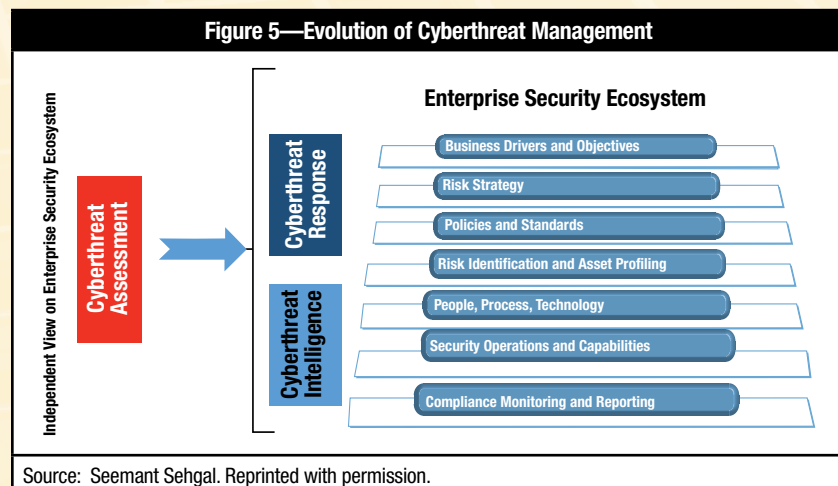 Figure 5—Evolution of Cyberthreat Management
Independent View on Enterprise Security Ecosystem
Cyberthreat
Assessment
Cyberthreat
Response
Cyberthreat
Intelligence
Enterprise Security Ecosystem
Business Drivers and Objectives
Risk Strategy
Policies and Standards
Risk Identification and Asset Profiling
People, Process, Technology
Security Operations and Capabilities
Compliance Monitoring and Reporting
Source: Seemant Sehgal. Reprinted with permission.